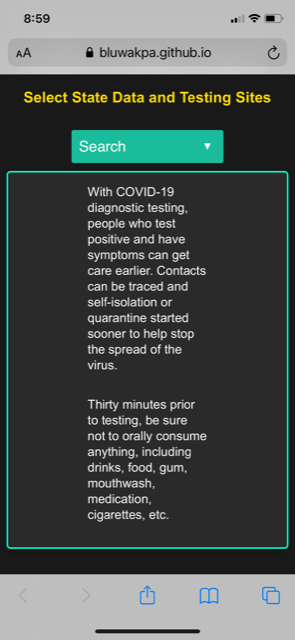 8:59
AA bluwakpa.github.io
Select State Data and Testing Sites
Search
With COVID-19
diagnostic testing,
people who test
positive and have
symptoms can get
care earlier. Contacts
can be traced and
self-isolation or
quarantine started
sooner to help stop
the spread of the
virus.
Thirty minutes prior
to testing, be sure
not to orally consume
anything, including
drinks, food, gum,
mouthwash,
medication,
cigarettes, etc.